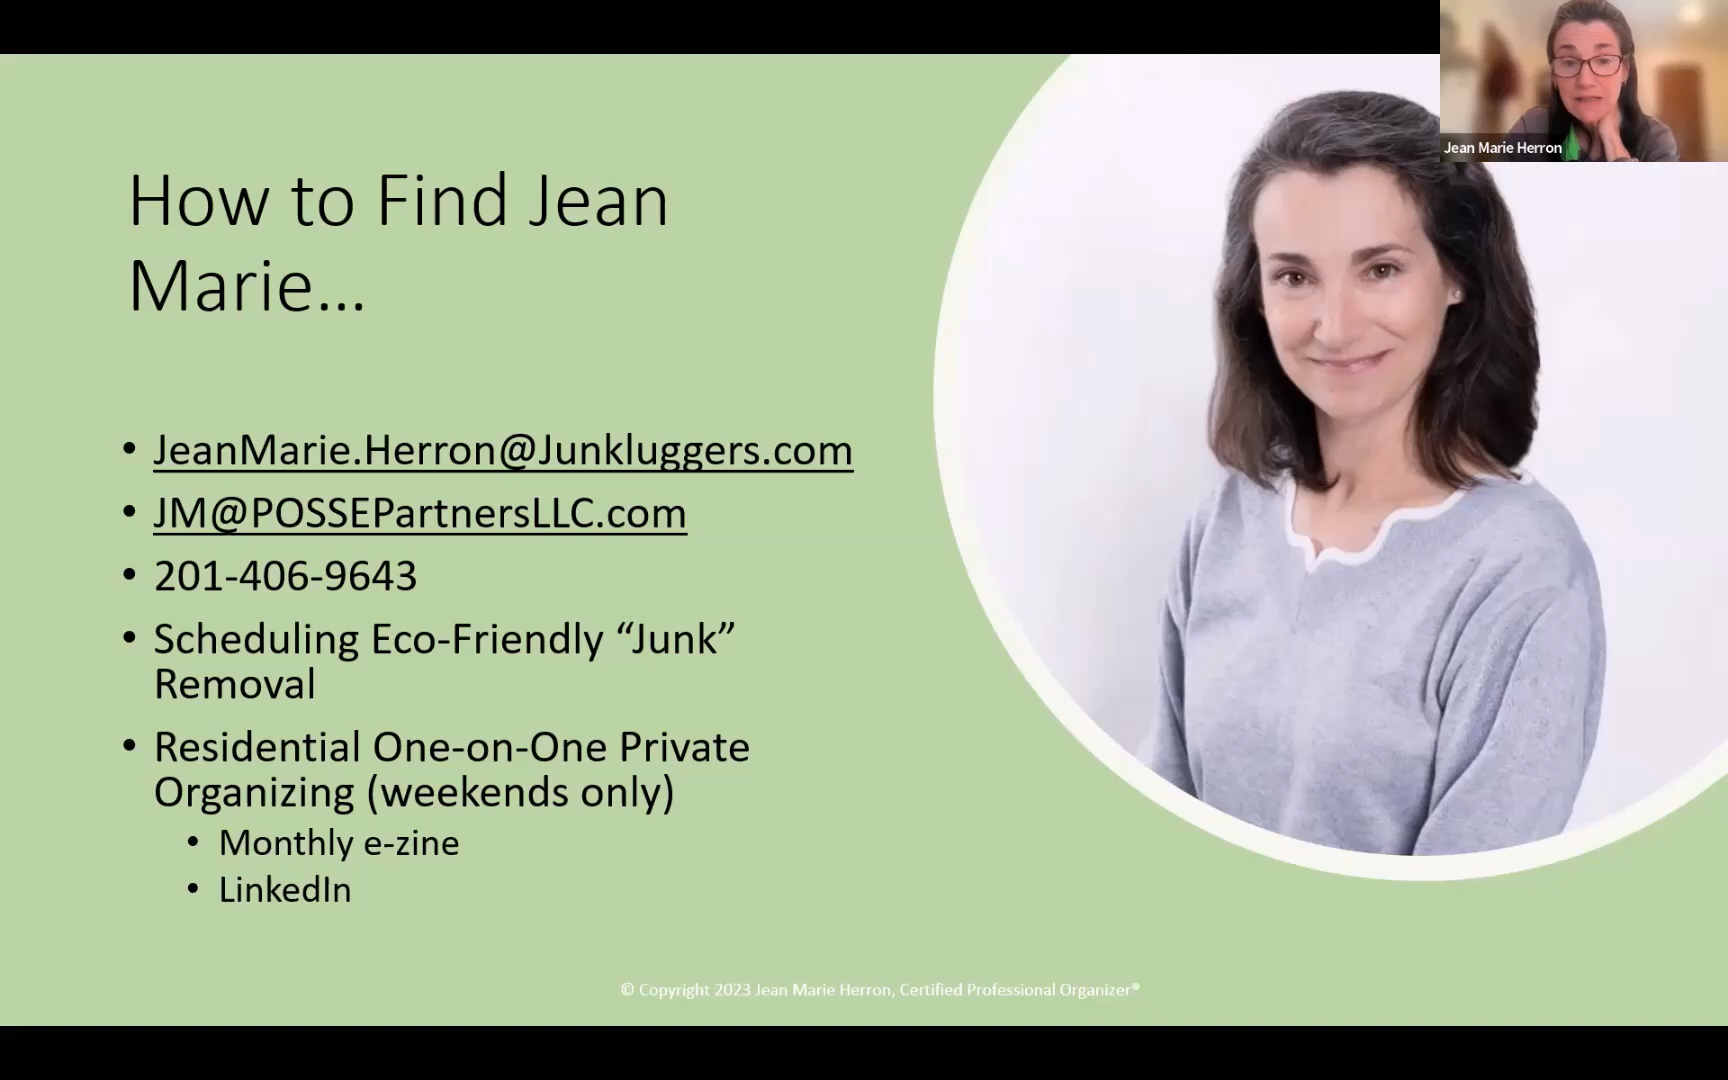 Jean Marie Herron
How to Find Jean
Marie...
• JeanMarie.Herron@Junkluggers.com
• JM@POSSEPartnersLLC.com
• 201-406-9643
• Scheduling Eco-Friendly “Junk”
Removal
• Residential One-on-One Private
Organizing (weekends only)
• Monthly e-zine
• LinkedIn
© Copyright 2023 Jean Marie Herron, Certified Professional Organizer®